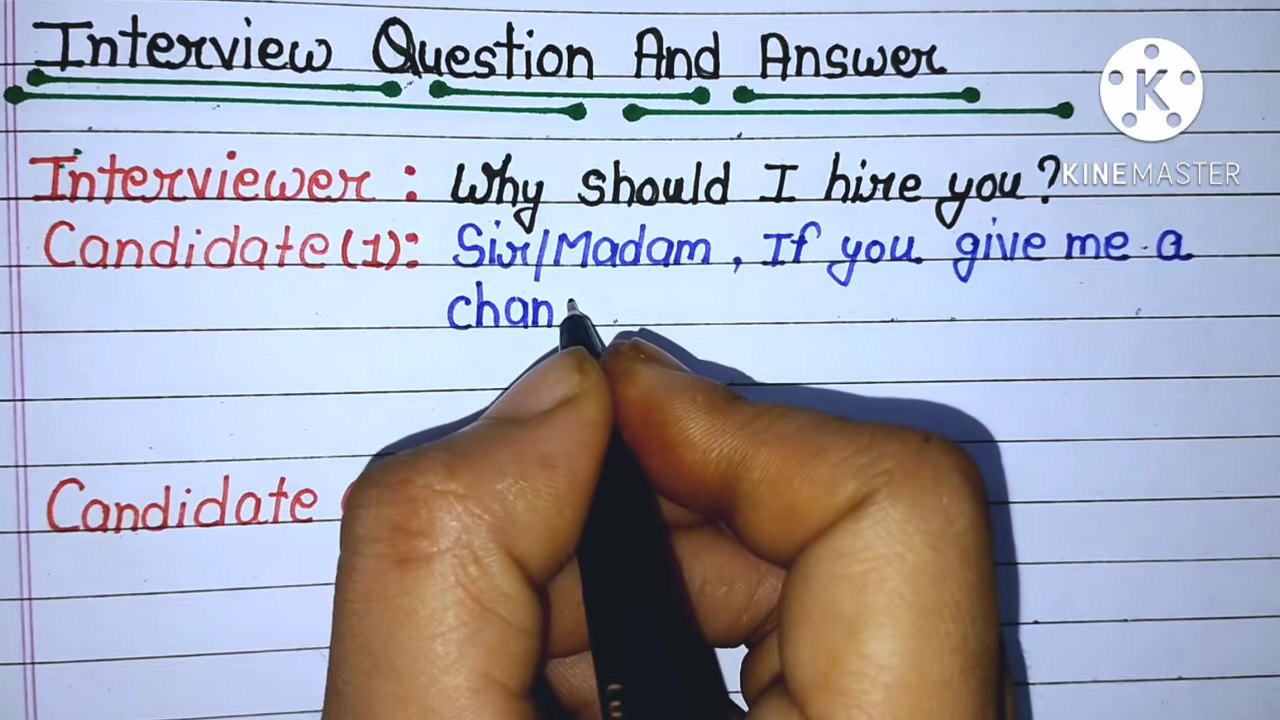 Interview Question And Answer
K
KINEMASTER
Interviewer : Why should I hire you?
Candidate (1): Sir/Madam, If you give me a
chan
Candidate